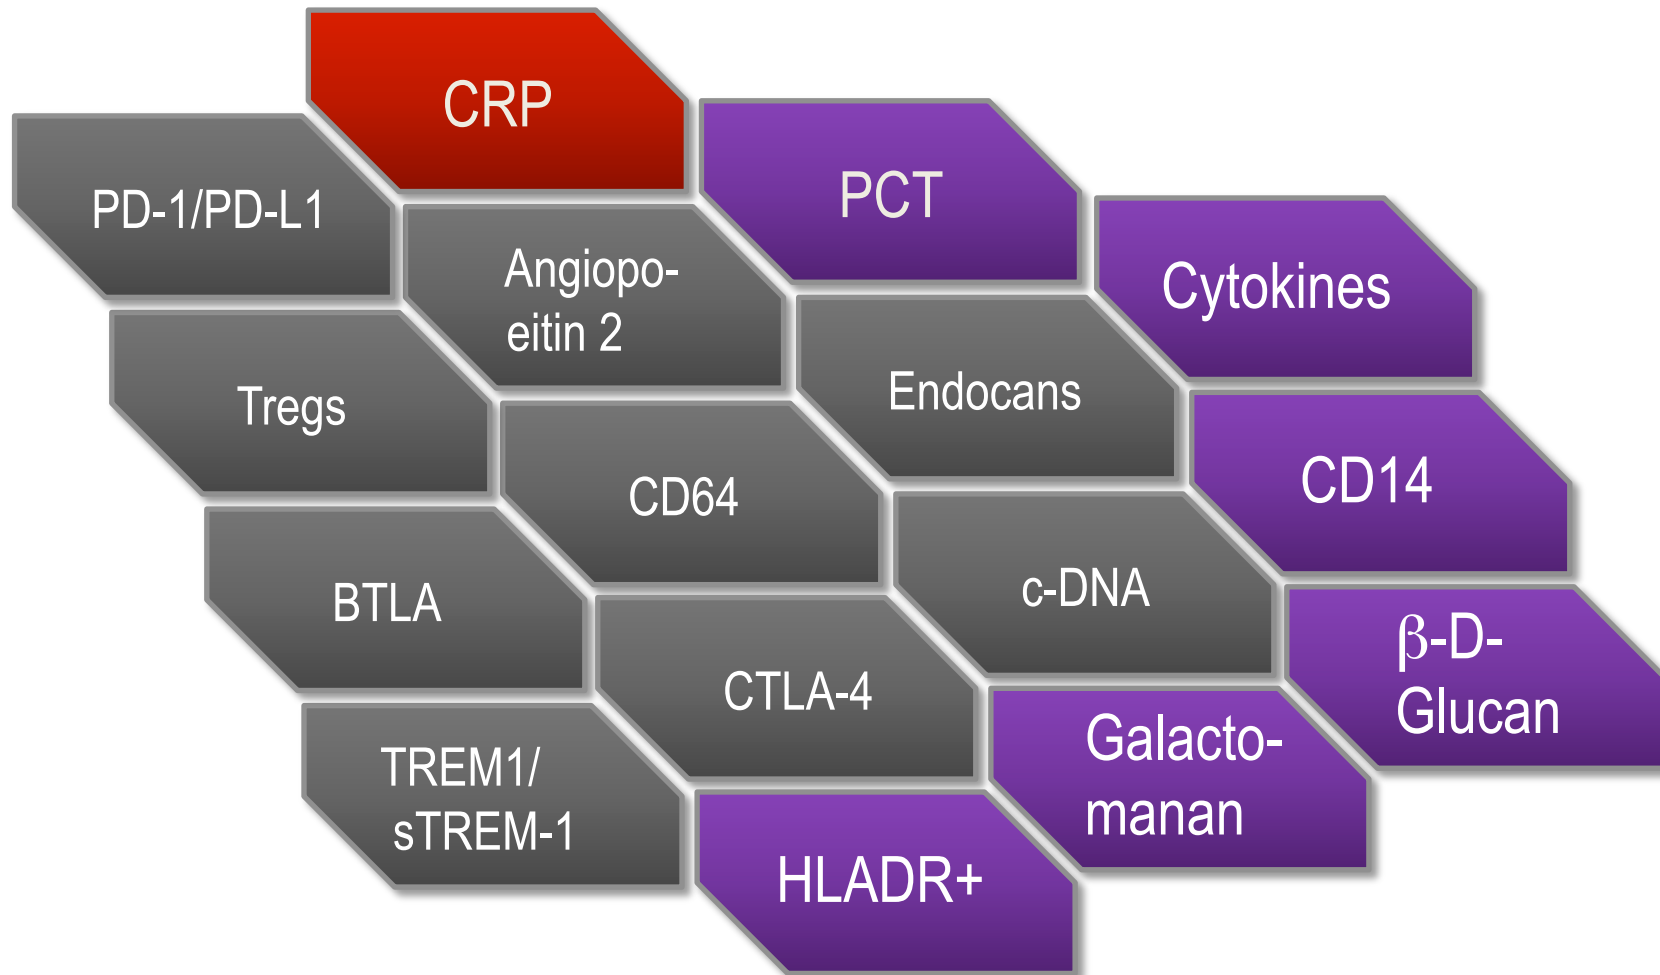 CRP
PCT
PD-1/PD-L1
Cytokines
Angiopo-
eitin 2
Endocans
Tregs
CD14
CD64
c-DNA
BTLA
β-D-
Glucan
CTLA-4
Galacto-
manan
TREM1/
sTREM-1
HLADR+